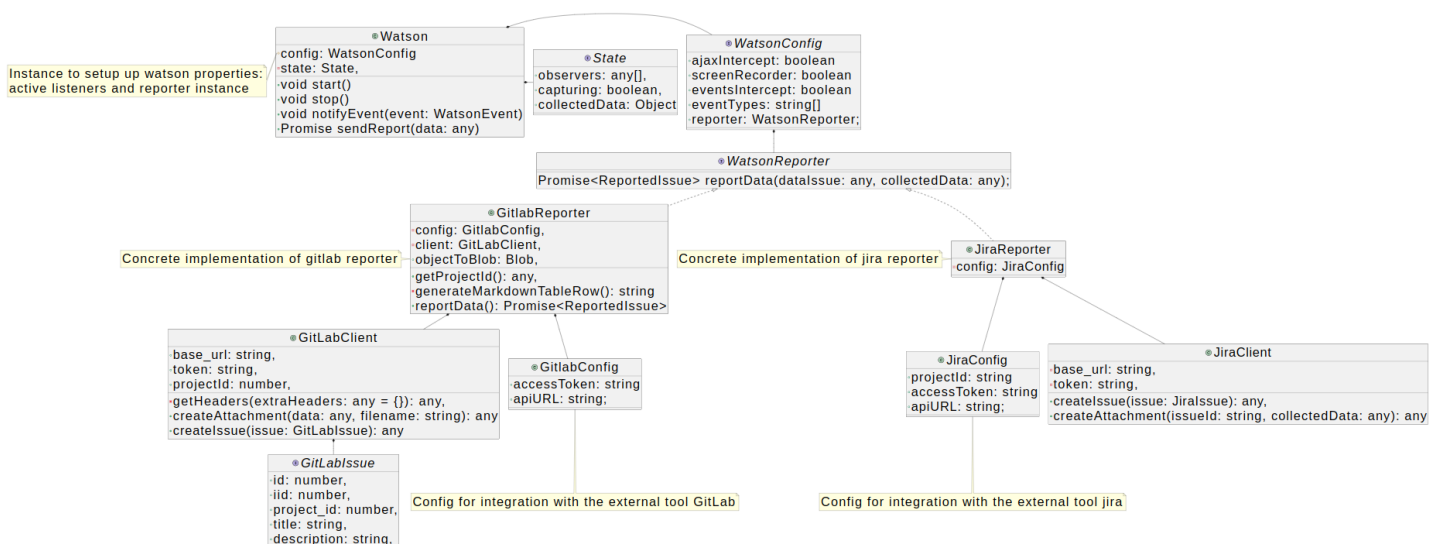 Watson
config: WatsonConfig
state: State,
void start()
void stop()
void notifyEvent(event: WatsonEvent)
Promise sendReport(data: any)
Instance to setup up watson properties:
active listeners and reporter instance
State
observers: any[],
capturing: boolean,
collectedData: Object
WatsonConfig
ajaxIntercept: boolean
screenRecorder: boolean
eventsIntercept: boolean
eventTypes: string[]
reporter: WatsonReporter;
WatsonReporter
Promise<ReportedIssue> reportData(dataIssue: any, collectedData: any);
GitlabReporter
config: GitlabConfig,
client: GitLabClient,
objectToBlob: Blob,
getProjectId(): any,
generateMarkdownTableRow(): string
reportData(): Promise<ReportedIssue>
Concrete implementation of gitlab reporter
Concrete implementation of jira reporter
JiraReporter
config: JiraConfig
GitLabClient
base_url: string,
token: string,
projectId: number,
getHeaders(extraHeaders: any = {}): any,
createAttachment(data: any, filename: string): any
createIssue(issue: GitLabIssue): any
GitlabConfig
accessToken: string
apiURL: string;
JiraConfig
projectId: string
accessToken: string
apiURL: string;
JiraClient
base_url: string,
token: string,
createIssue(issue: JiraIssue): any,
createAttachment(issueId: string, collectedData: any): any
GitLabIssue
id: number,
iid: number,
project_id: number,
title: string,
description: string,
Config for integration with the external tool GitLab
Config for integration with the external tool jira